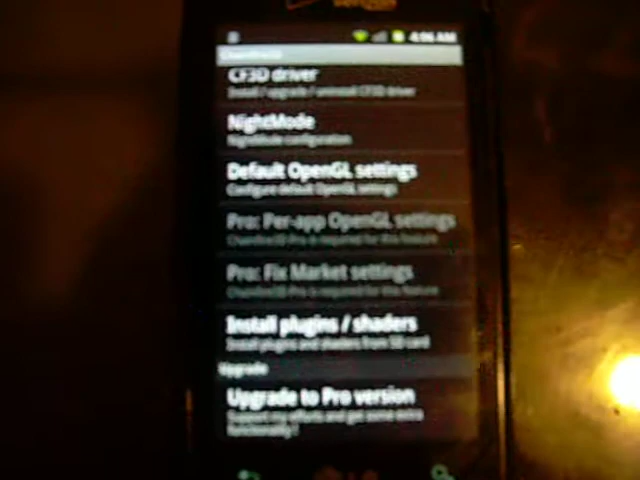 verizon
4:06 AM
CF3D driver
Install / upgrade / uninstall CF3D driver
NightMode
NightMode configuration
Default OpenGL settings
Configure default OpenGL settings
Pro: Per-app OpenGL settings
Chainfire3D Pro is required for this feature
Pro: Fix Market settings
Chainfire3D Pro is required for this feature
Install plugins / shaders
Install plugins and shaders from SD card
Upgrade
Upgrade to Pro version
Support my efforts and get some extra
functionality!